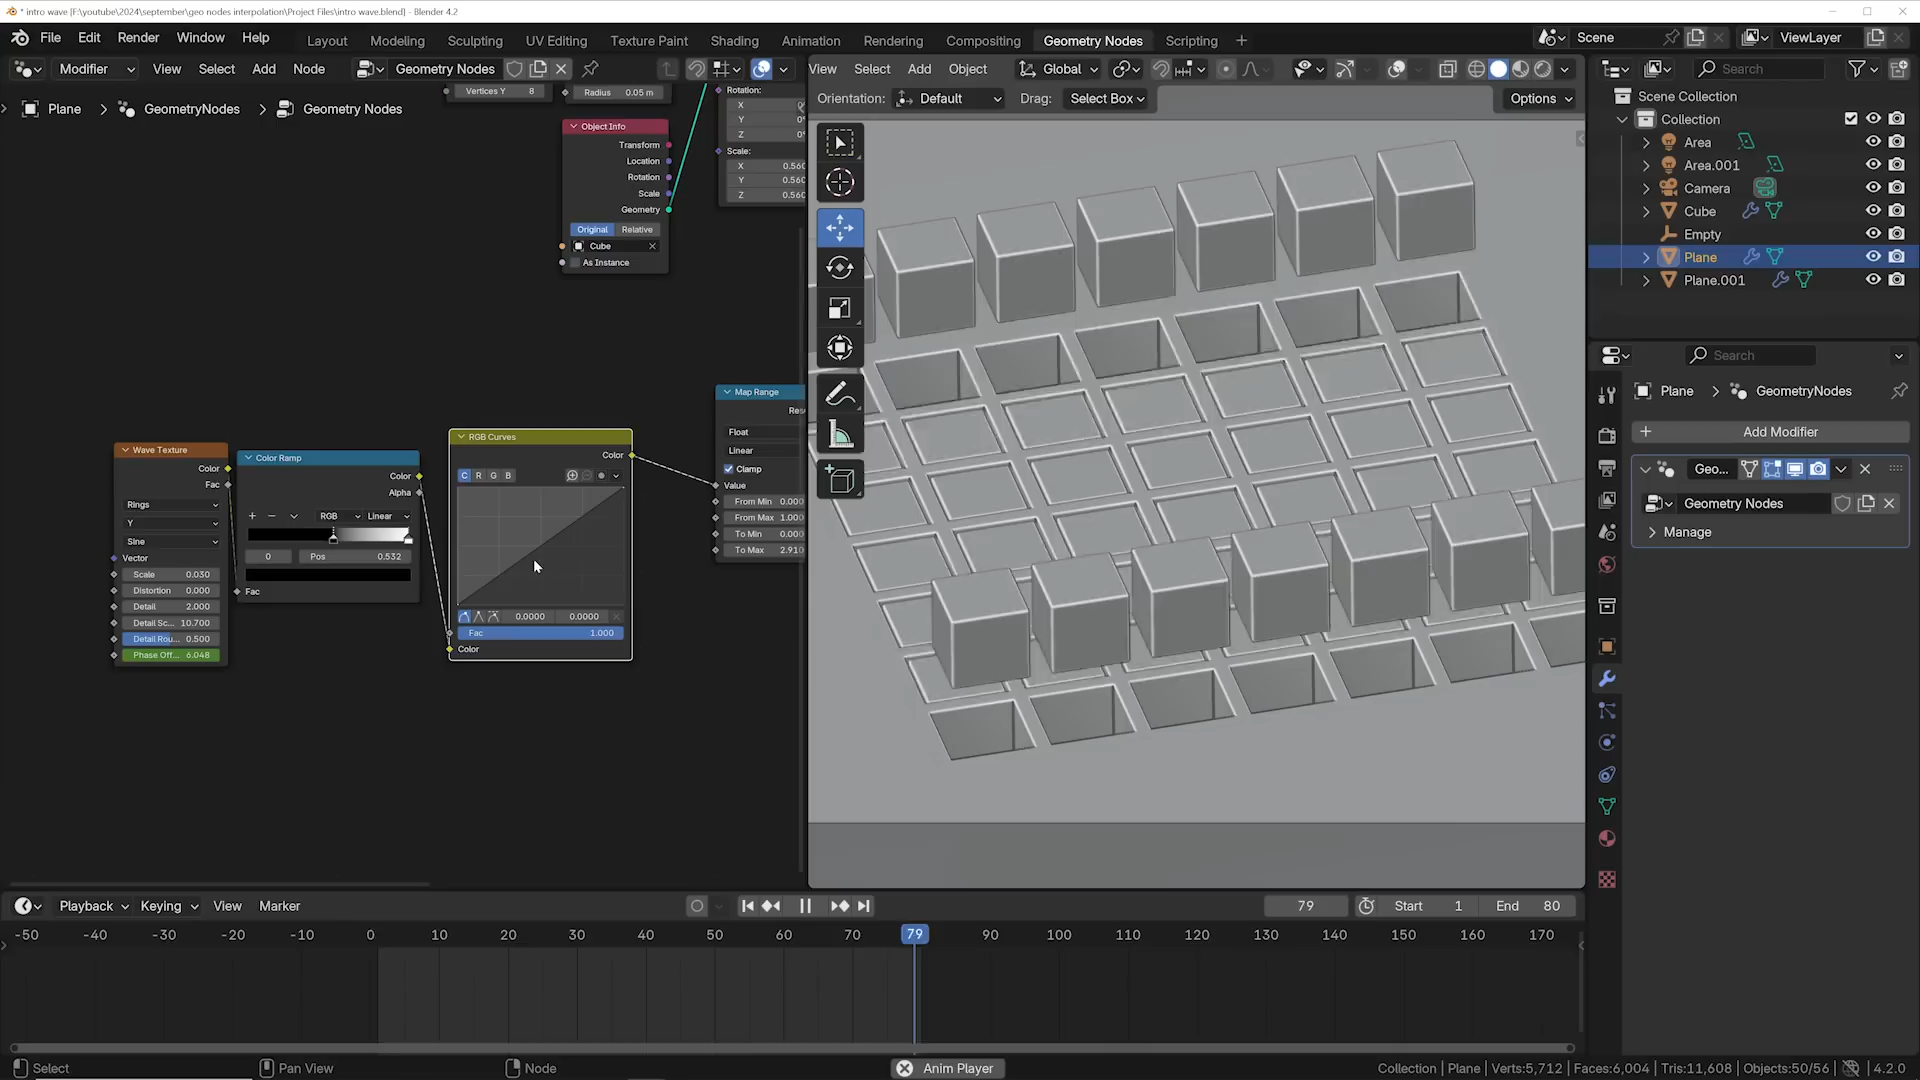 * intro wave [F:\youtube\2024\september\geo nodes interpolation\Project Files\intro wave.blend] - Blender 4.2
File Edit Render Window Help Layout Modeling Sculpting UV Editing Texture Paint Shading Animation Rendering Compositing Geometry Nodes Scripting + Scene ViewLayer
Modifier View Select Add Node Geometry Nodes
View Select Add Object Global
Search
Plane > GeometryNodes > Geometry Nodes
Orientation: Default Drag: Select Box Options
Vertices Y 8
Radius 0.05 m
Rotation:
X
Y
Z
Scale:
X 0.560
Y 0.560
Z 0.560
Object Info
Transform
Location
Rotation
Scale
Geometry
Original Relative
Cube
As Instance
Wave Texture
Color
Fac
Rings
Y
Sine
Vector
Scale 0.030
Distortion 0.000
Detail 2.000
Detail Sc... 10.700
Detail Rou... 0.500
Phase Off... 6.048
Color Ramp
Color
Alpha
RGB Linear
0 Pos 0.532
Fac
RGB Curves
Color
C R G B
0.0000 0.0000
Fac 1.000
Color
Map Range
Res
Float
Linear
Clamp
Value
From Min 0.000
From Max 1.000
To Min 0.000
To Max 2.910
Scene Collection
Collection
Area
Area.001
Camera
Cube
Empty
Plane
Plane.001
Search
Plane > GeometryNodes
+ Add Modifier
Geo...
Geometry Nodes
Manage
Playback Keying View Marker 79 Start 1 End 80
-50 -40 -30 -20 -10 0 10 20 30 40 50 60 70 79 90 100 110 120 130 140 150 160 170
Select Pan View Node Anim Player Collection | Plane | Verts:5,712 | Faces:6,004 | Tris:11,608 | Objects:50/56 | 4.2.0